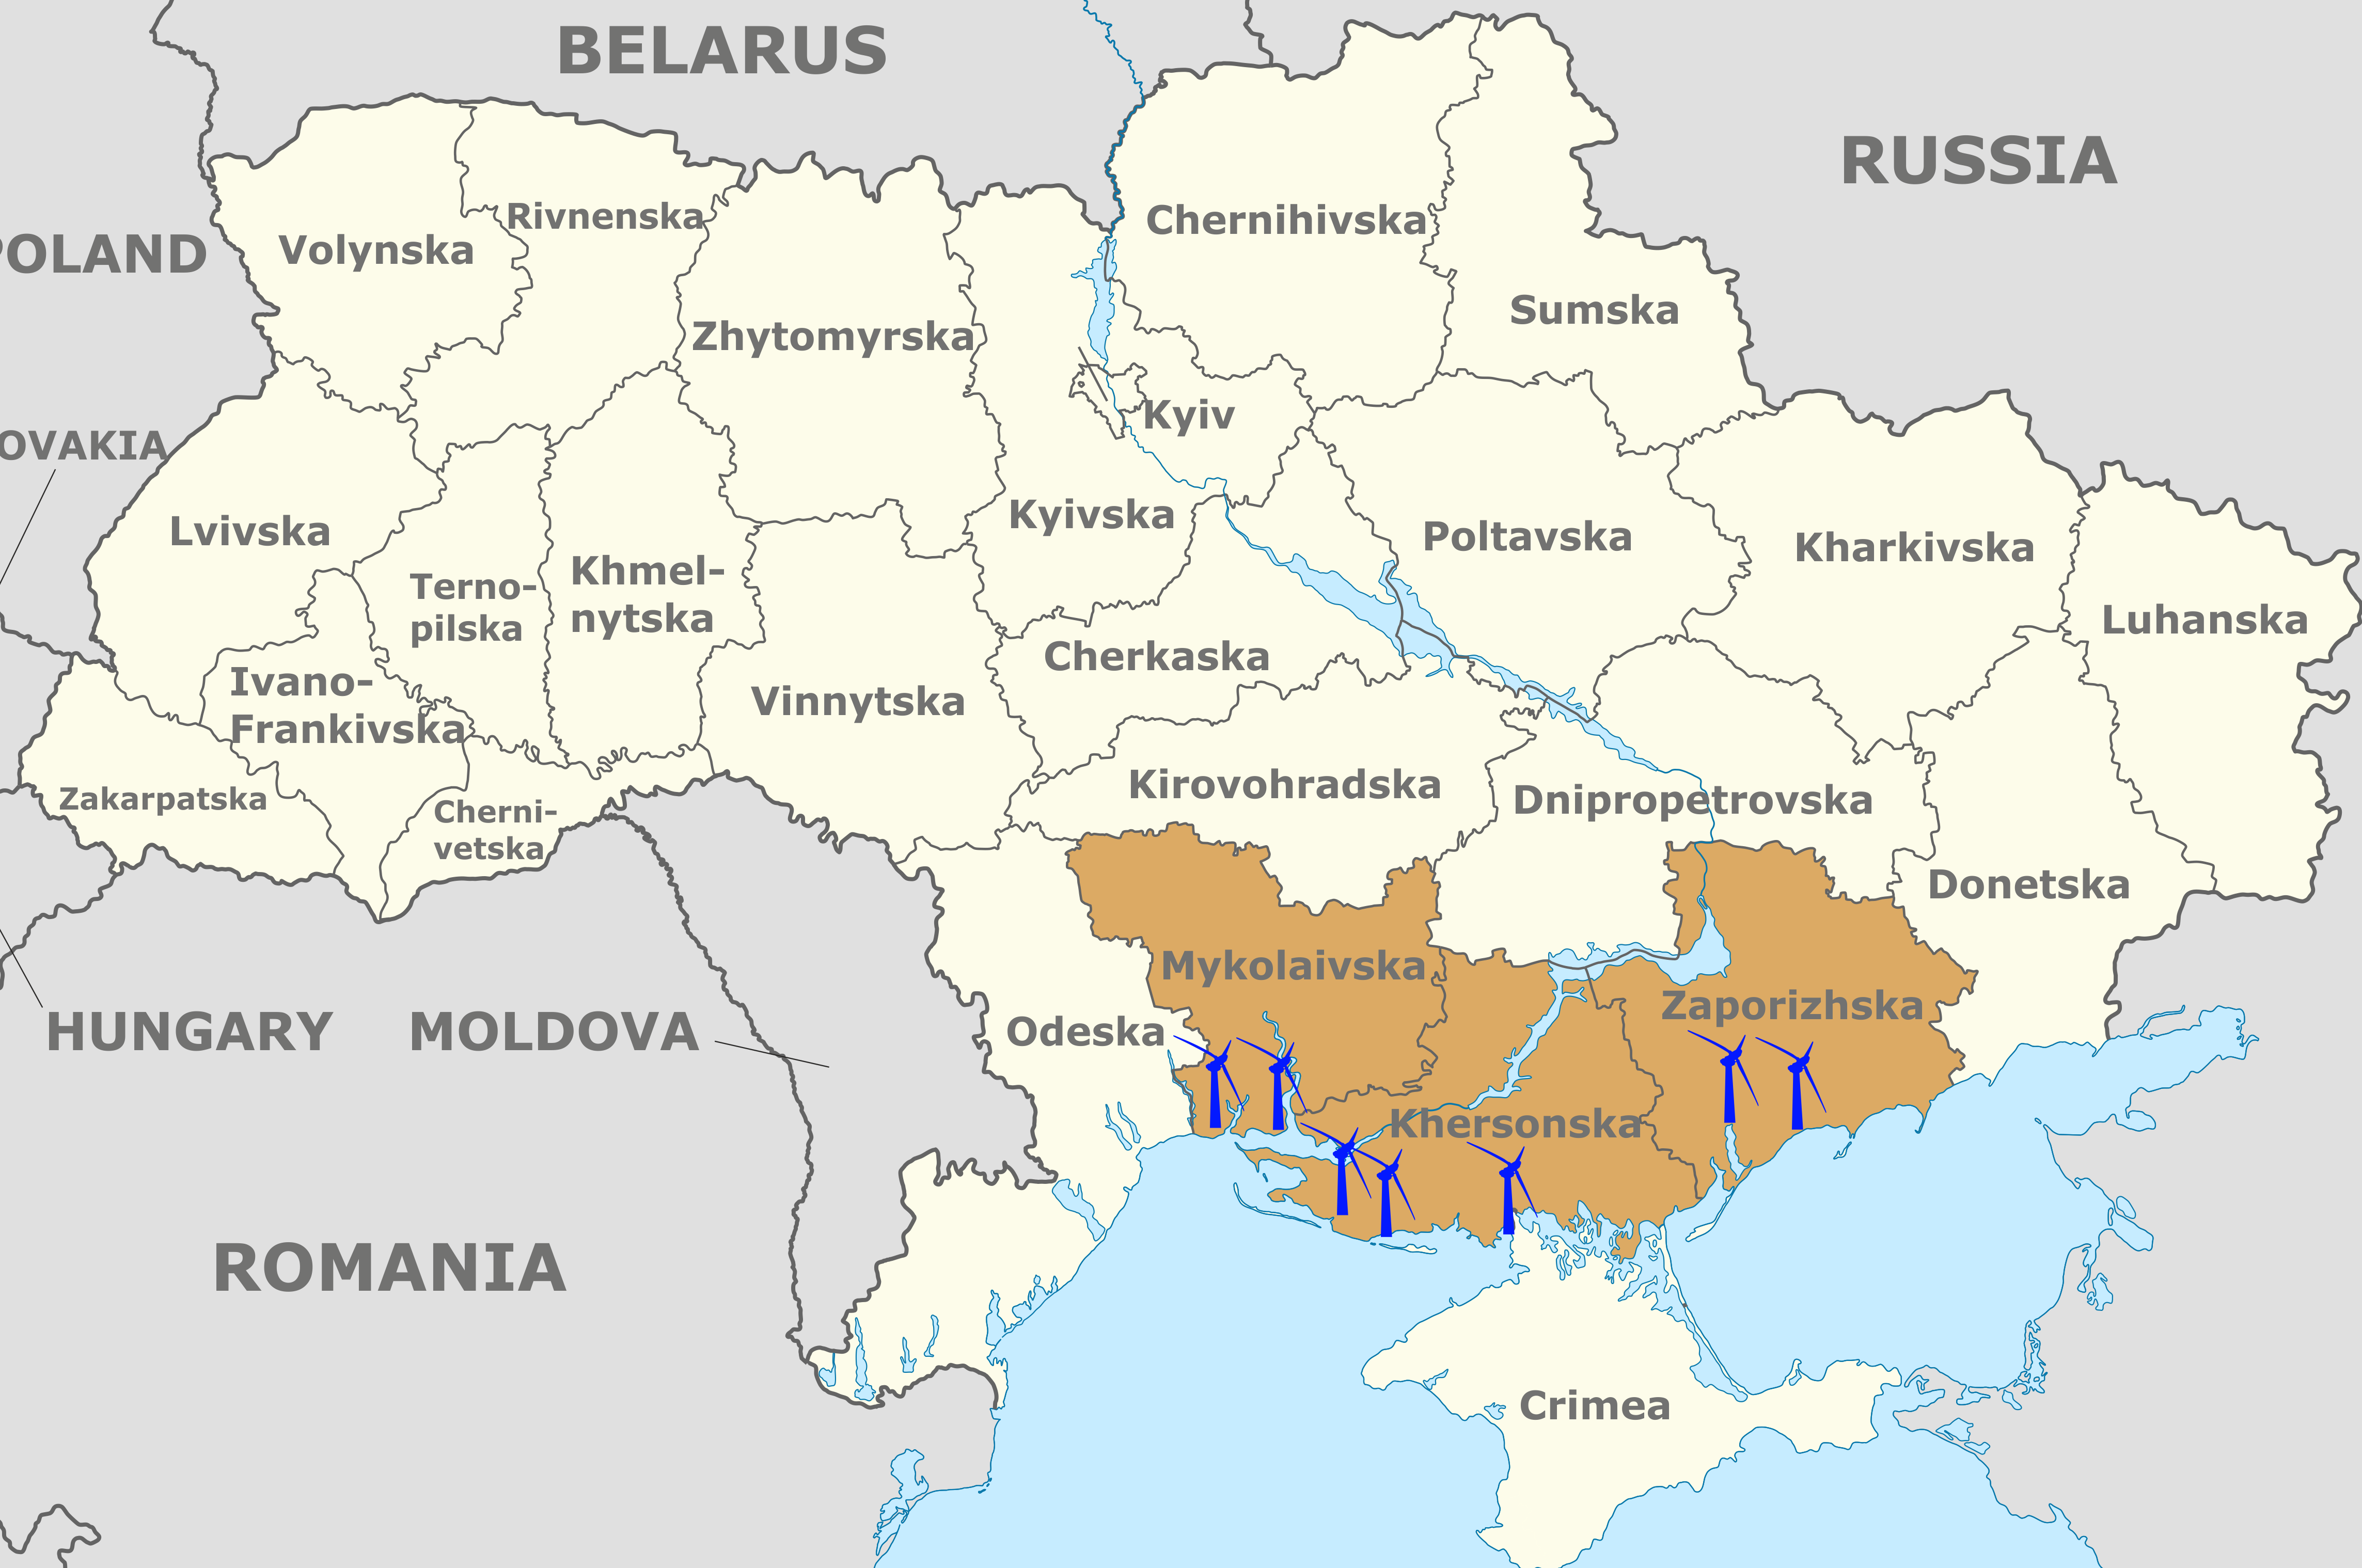 BELARUS
RUSSIA
POLAND
Volynska
Rivnenska
Chernihivska
Sumska
Zhytomyrska
Kyiv
OVAKIA
Lvivska
Kyivska
Poltavska
Kharkivska
Terno-
pilska
Khmel-
nytska
Luhanska
Cherkaska
Ivano-
Frankivska
Vinnytska
Zakarpatska
Cherni-
vetska
Kirovohradska
Dnipropetrovska
Donetska
Mykolaivska
Zaporizhska
HUNGARY
MOLDOVA
Odeska
Khersonska
ROMANIA
Crimea